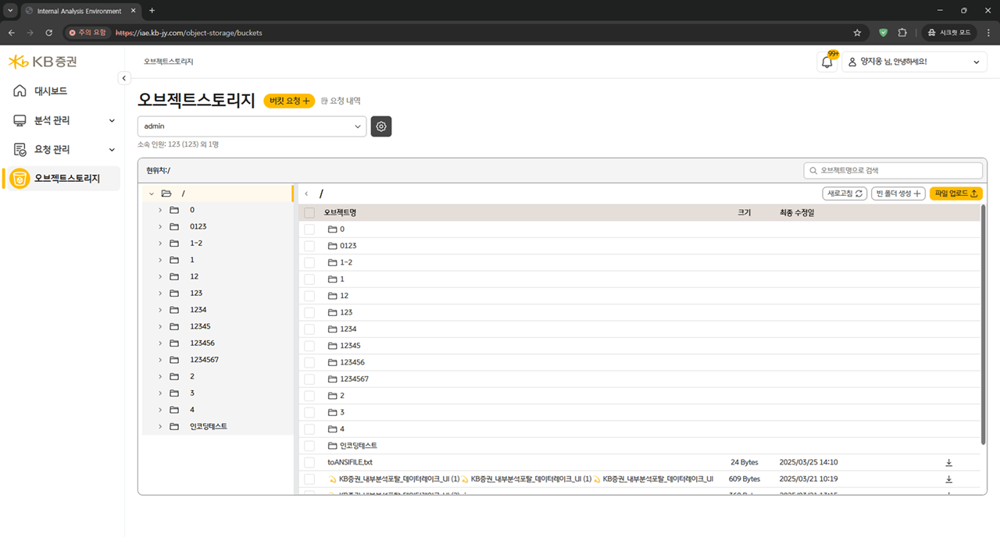 Internal Analysis Environment
주의 요함 https://iae.kb-jy.com/object-storage/buckets 시크릿 모드
KB증권
오브젝트스토리지
99+
양지웅 님, 안녕하세요!
대시보드
분석 관리
요청 관리
오브젝트스토리지
오브젝트스토리지 버킷 요청 + 요청 내역
admin
소속 인원: 123 (123) 외 1명
현위치:/
오브젝트명으로 검색
/
0
0123
1-2
1
12
123
1234
12345
123456
1234567
2
3
4
인코딩테스트
/
새로고침 빈 폴더 생성 + 파일 업로드
오브젝트명 크기 최종 수정일
0
0123
1-2
1
12
123
1234
12345
123456
1234567
2
3
4
인코딩테스트
toANSIFILE.txt 24 Bytes 2025/03/25 14:10
💫 KB증권_내부분석포탈_데이터레이크_UI (1) 💫 KB증권_내부분석포탈_데이터레이크_UI (1) 💫 KB증권_내부분석포탈_데이터레이크_UI 609 Bytes 2025/03/21 10:19